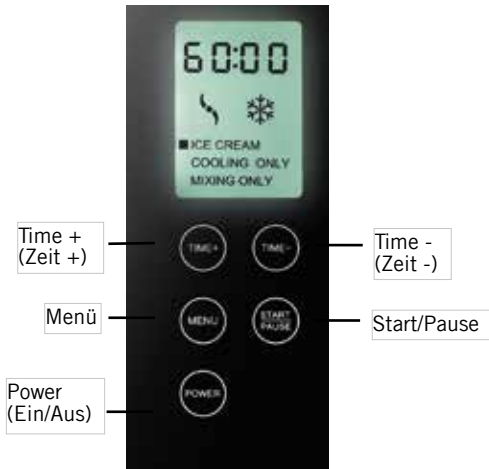 60:00
ICE CREAM
COOLING ONLY
MIXING ONLY
Time +
(Zeit +)
TIME+
TIME-
Time -
(Zeit -)
Menü
MENU
START
PAUSE
Start/Pause
Power
(Ein/Aus)
POWER